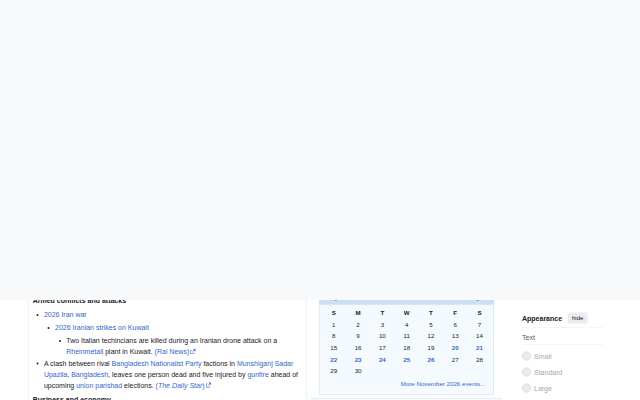 Armed conflicts and attacks
• 2026 Iran war
• 2026 Iranian strikes on Kuwait
• Two Italian techincians are killed during an Iranian drone attack on a
Rheinmetall plant in Kuwait. (Rai News)
• A clash between rival Bangladesh Nationalist Party factions in Munshiganj Sadar
Upazila, Bangladesh, leaves one person dead and five injured by gunfire ahead of
upcoming union parishad elections. (The Daily Star)
Business and economy
S M T W T F S
1 2 3 4 5 6 7
8 9 10 11 12 13 14
15 16 17 18 19 20 21
22 23 24 25 26 27 28
29 30
More November 2026 events...
Appearance hide
Text
Small
Standard
Large